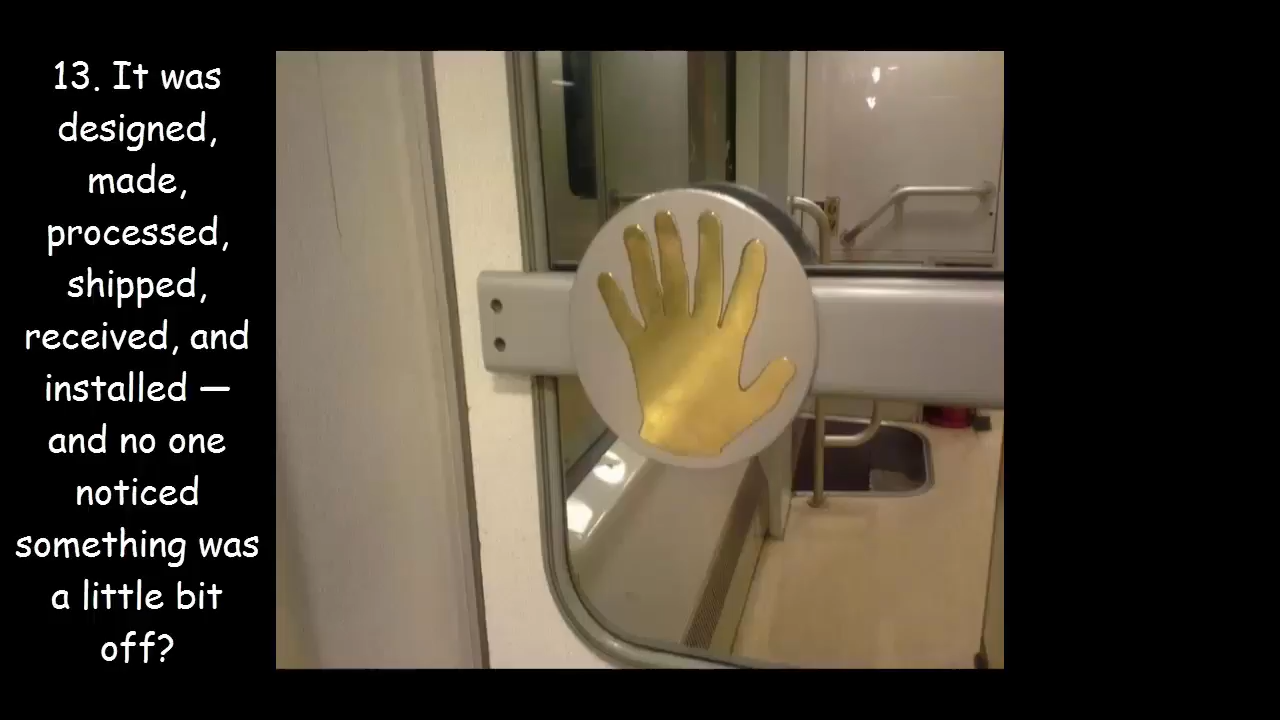 13. It was
designed,
made,
processed,
shipped,
received, and
installed —
and no one
noticed
something was
a little bit
off?